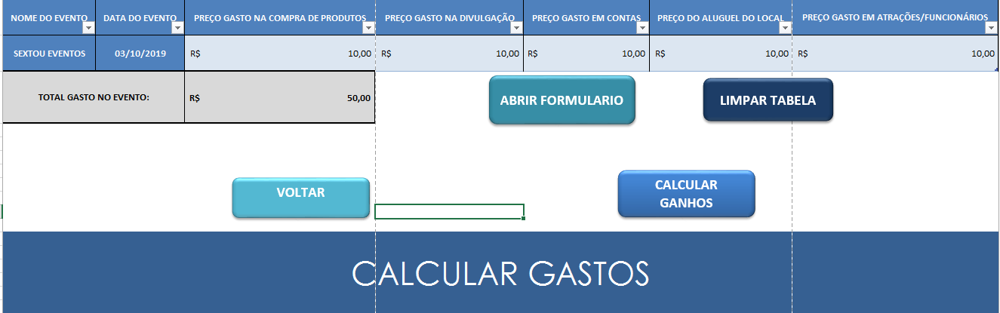 NOME DO EVENTO DATA DO EVENTO PREÇO GASTO NA COMPRA DE PRODUTOS PREÇO GASTO NA DIVULGAÇÃO PREÇO GASTO EM CONTAS PREÇO DO ALUGUEL DO LOCAL PREÇO GASTO EM ATRAÇÕES/FUNCIONÁRIOS
SEXTOU EVENTOS 03/10/2019 R$ 10,00 R$ 10,00 R$ 10,00 R$ 10,00 R$ 10,00
TOTAL GASTO NO EVENTO: R$ 50,00
ABRIR FORMULARIO
LIMPAR TABELA
VOLTAR
CALCULAR
GANHOS
CALCULAR GASTOS